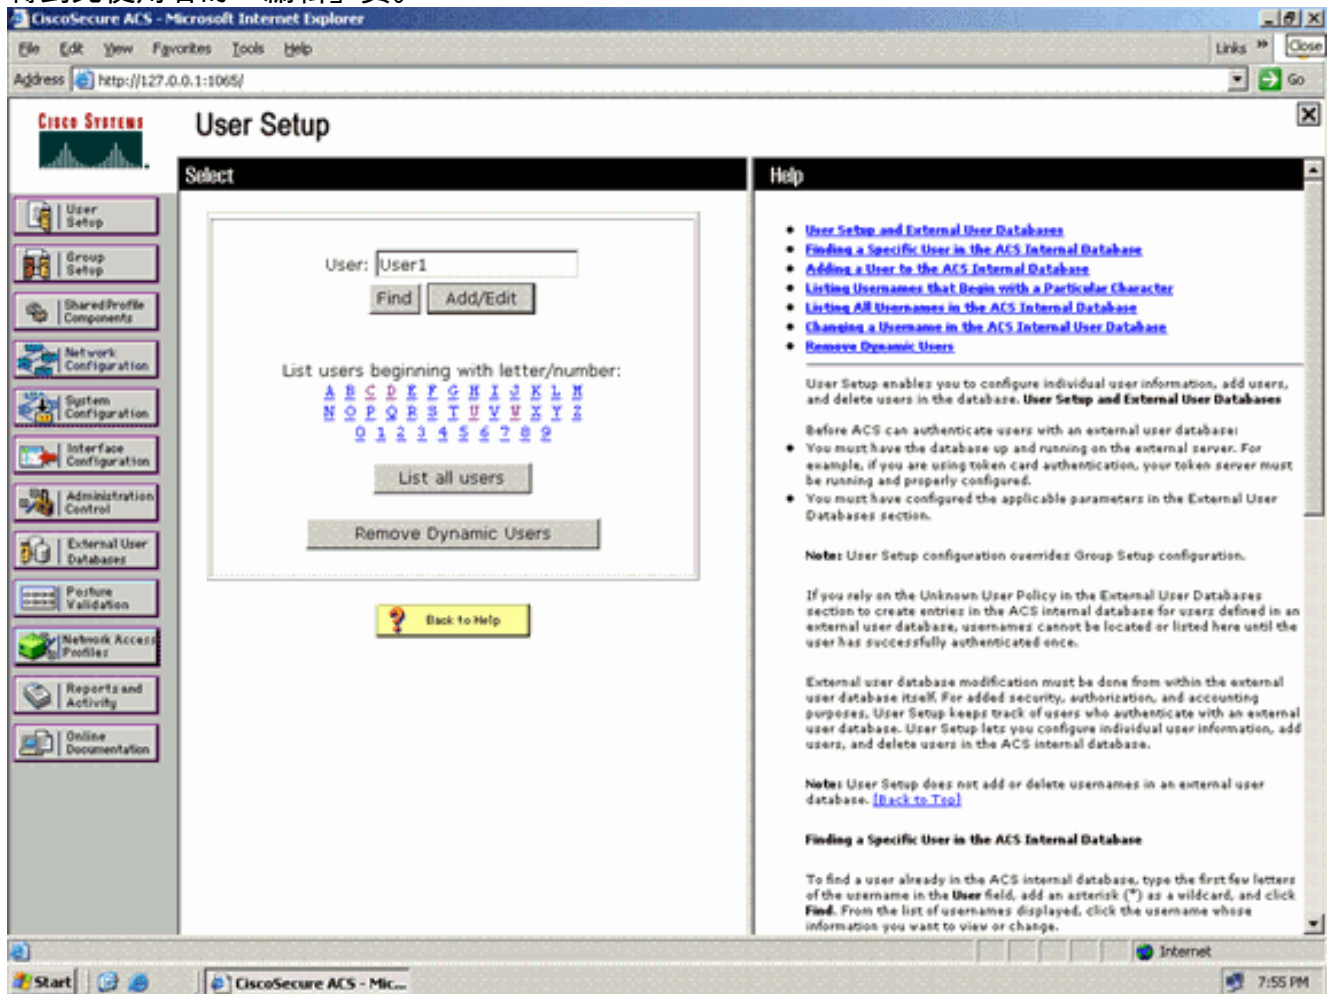 CiscoSecure ACS - Microsoft Internet Explorer
File Edit View Favorites Tools Help
Links »
Close
Address http://127.0.0.1:1065/
Go
CISCO SYSTEMS
User Setup
Select
Help
User Setup
Group Setup
Shared Profile Components
Network Configuration
System Configuration
Interface Configuration
Administration Control
External User Databases
Posture Validation
Network Access Profiles
Reports and Activity
Online Documentation
User: User1
Find
Add/Edit
List users beginning with letter/number:
A B C D E F G H I J K L M
N O P Q R S T U V W X Y Z
0 1 2 3 4 5 6 7 8 9
List all users
Remove Dynamic Users
Back to Help
User Setup and External User Databases
Finding a Specific User in the ACS Internal Database
Adding a User to the ACS Internal Database
Listing Usernames that Begin with a Particular Character
Listing All Usernames in the ACS Internal Database
Changing a Username in the ACS Internal User Database
Remove Dynamic Users
User Setup enables you to configure individual user information, add users,
and delete users in the database. User Setup and External User Databases
Before ACS can authenticate users with an external user database:
You must have the database up and running on the external server. For
example, if you are using token card authentication, your token server must
be running and properly configured.
You must have configured the applicable parameters in the External User
Databases section.
Note: User Setup configuration overrides Group Setup configuration.
If you rely on the Unknown User Policy in the External User Databases
section to create entries in the ACS internal database for users defined in an
external user database, usernames cannot be located or listed here until the
user has successfully authenticated once.
External user database modification must be done from within the external
user database itself. For added security, authorization, and accounting
purposes, User Setup keeps track of users who authenticate with an external
user database. User Setup lets you configure individual user information, add
users, and delete users in the ACS internal database.
Note: User Setup does not add or delete usernames in an external user
database. [Back to Top]
Finding a Specific User in the ACS Internal Database
To find a user already in the ACS internal database, type the first few letters
of the username in the User field, add an asterisk (*) as a wildcard, and click
Find. From the list of usernames displayed, click the username whose
information you want to view or change.
Internet
Start
CiscoSecure ACS - Mic...
7:55 PM